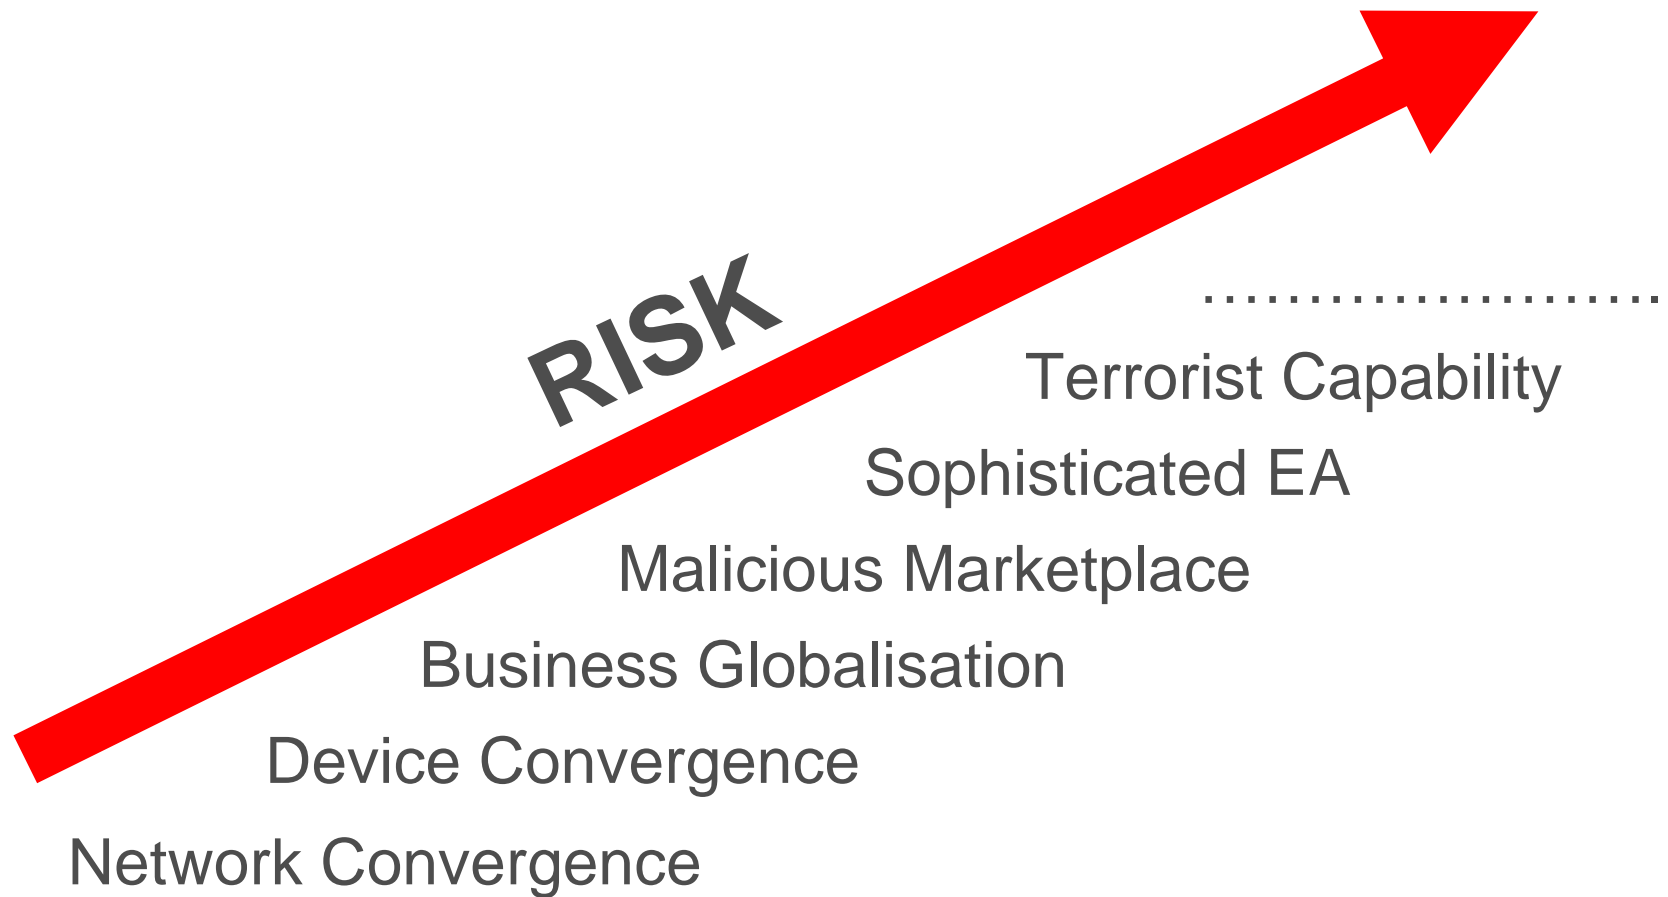 RISK
.......................
Terrorist Capability
Sophisticated EA
Malicious Marketplace
Business Globalisation
Device Convergence
Network Convergence